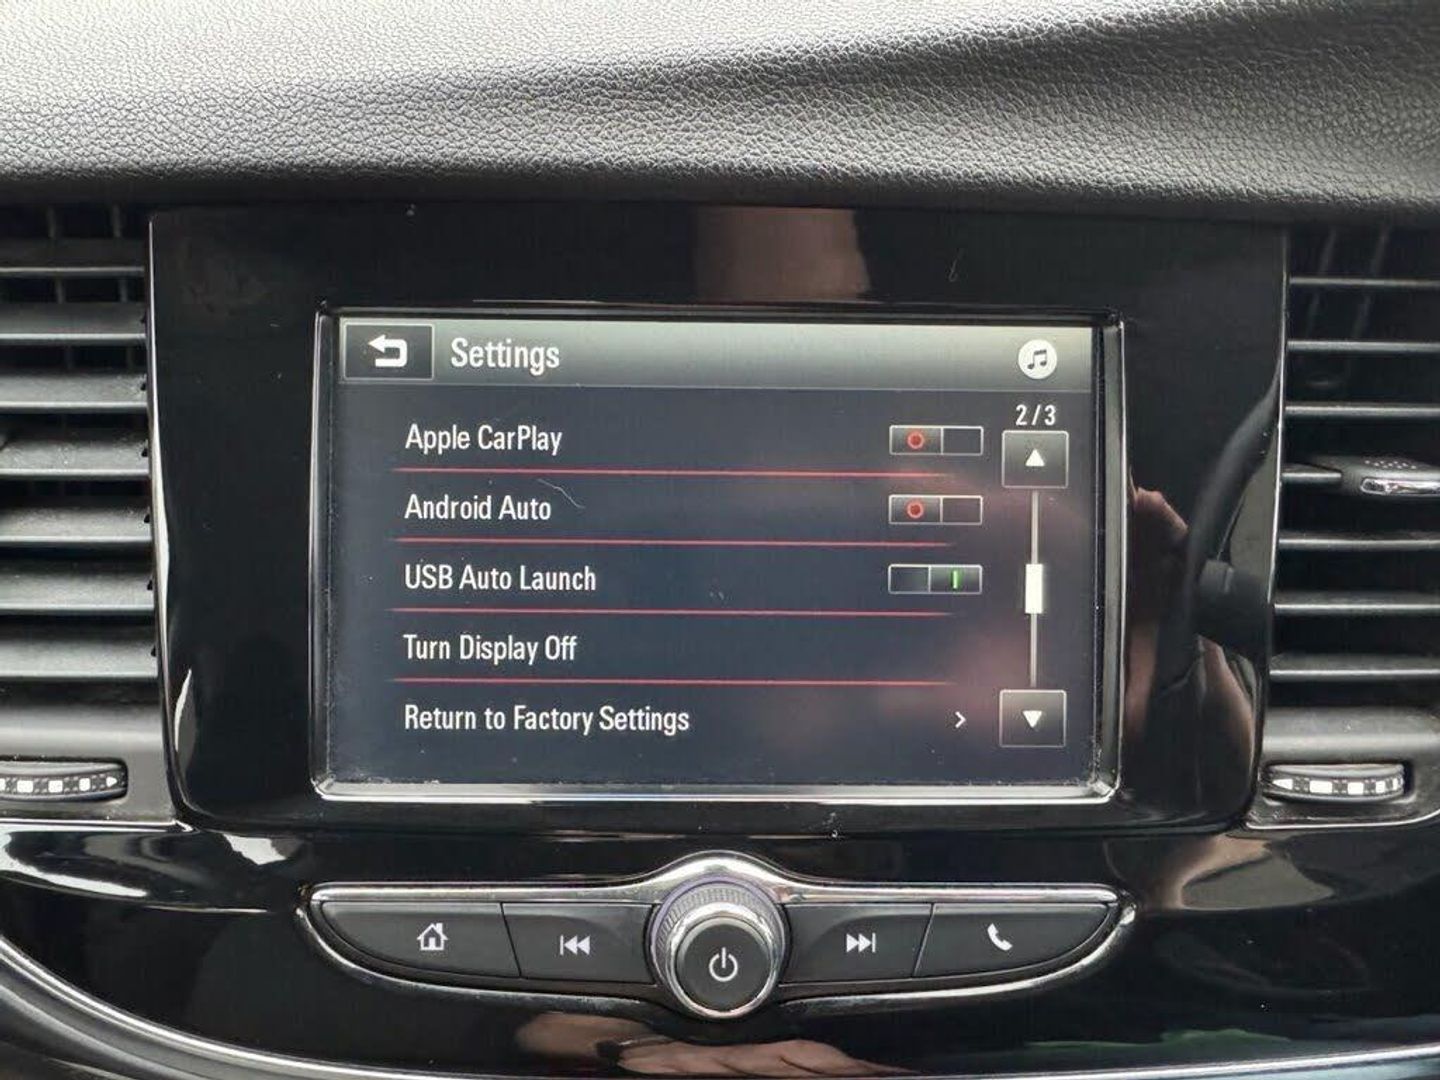 Settings
2/3
Apple CarPlay
Android Auto
USB Auto Launch
Turn Display Off
Return to Factory Settings